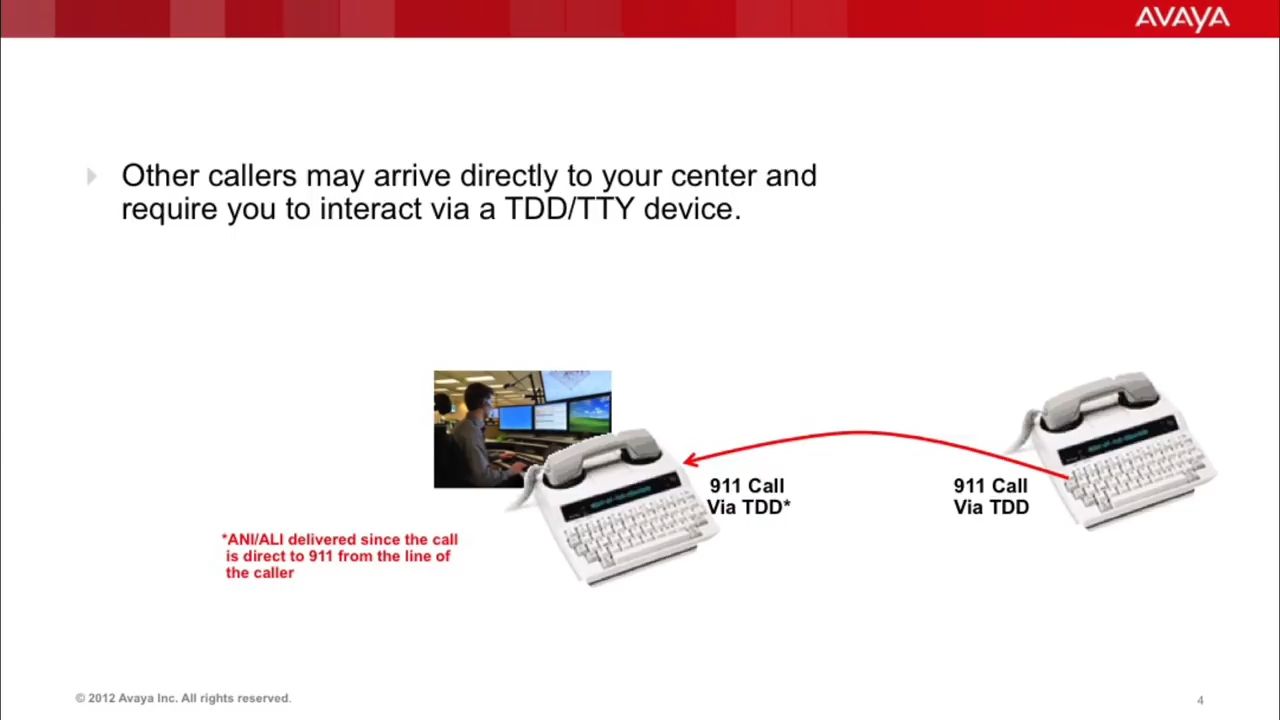 AVAYA
Other callers may arrive directly to your center and
require you to interact via a TDD/TTY device.
911 Call
Via TDD*
911 Call
Via TDD
*ANI/ALI delivered since the call
is direct to 911 from the line of
the caller
© 2012 Avaya Inc. All rights reserved.
4